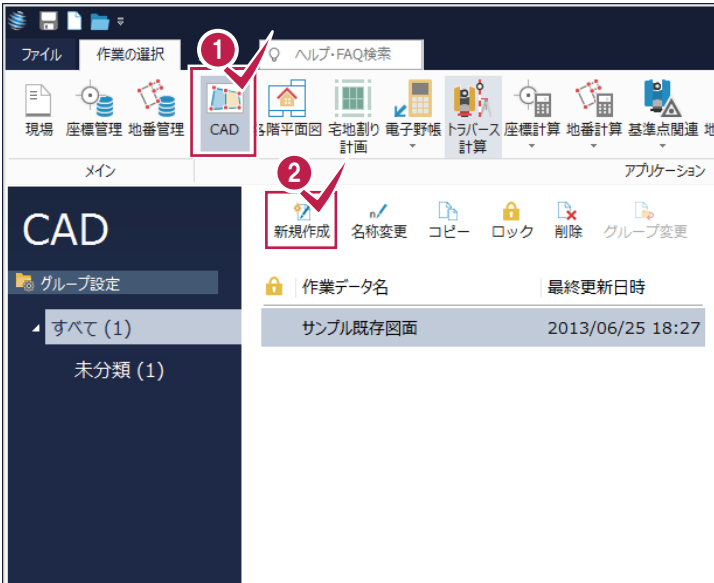 ファイル 作業の選択 ヘルプ・FAQ検索
1
現場 座標管理 地番管理 CAD 各階平面図 宅地割り計画 電子野帳 トラバース計算 座標計算 地番計算 基準点関連
メイン アプリケーション
2
CAD
新規作成 名称変更 コピー ロック 削除 グループ変更
グループ設定
作業データ名 最終更新日時
すべて (1)
サンプル既存図面 2013/06/25 18:27
未分類 (1)